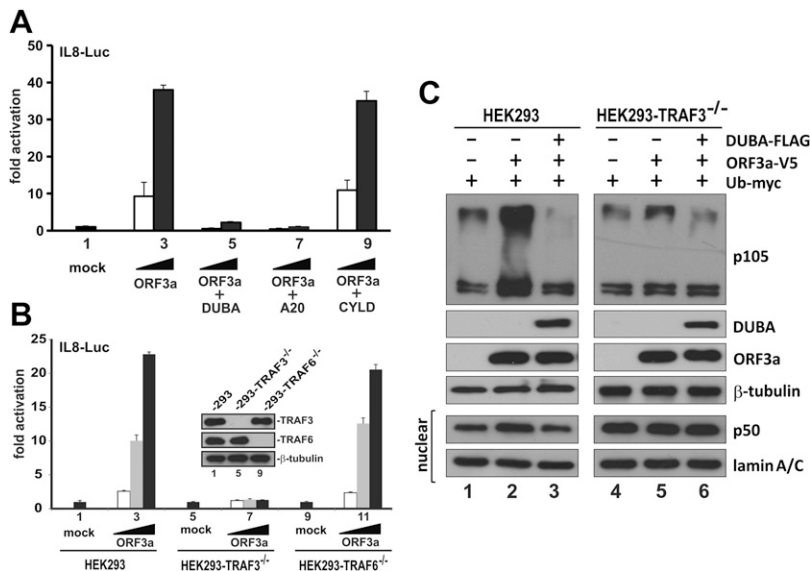 A
IL8-Luc
fold activation
50
40
30
20
10
0
1 3 5 7 9
mock ORF3a ORF3a ORF3a ORF3a
+ + +
DUBA A20 CYLD
B
IL8-Luc
fold activation
25
20
15
10
5
0
-293
-293-TRAF3-/-
-293-TRAF6-/-
-TRAF3
-TRAF6
-β-tubulin
1 5 9
1 3 5 7 9 11
mock ORF3a mock ORF3a mock ORF3a
HEK293 HEK293-TRAF3-/- HEK293-TRAF6-/-
C
HEK293 HEK293-TRAF3-/-
– – + – – + DUBA-FLAG
– + + – + + ORF3a-V5
+ + + + + + Ub-myc
p105
DUBA
ORF3a
β-tubulin
nuclear
p50
lamin A/C
1 2 3 4 5 6